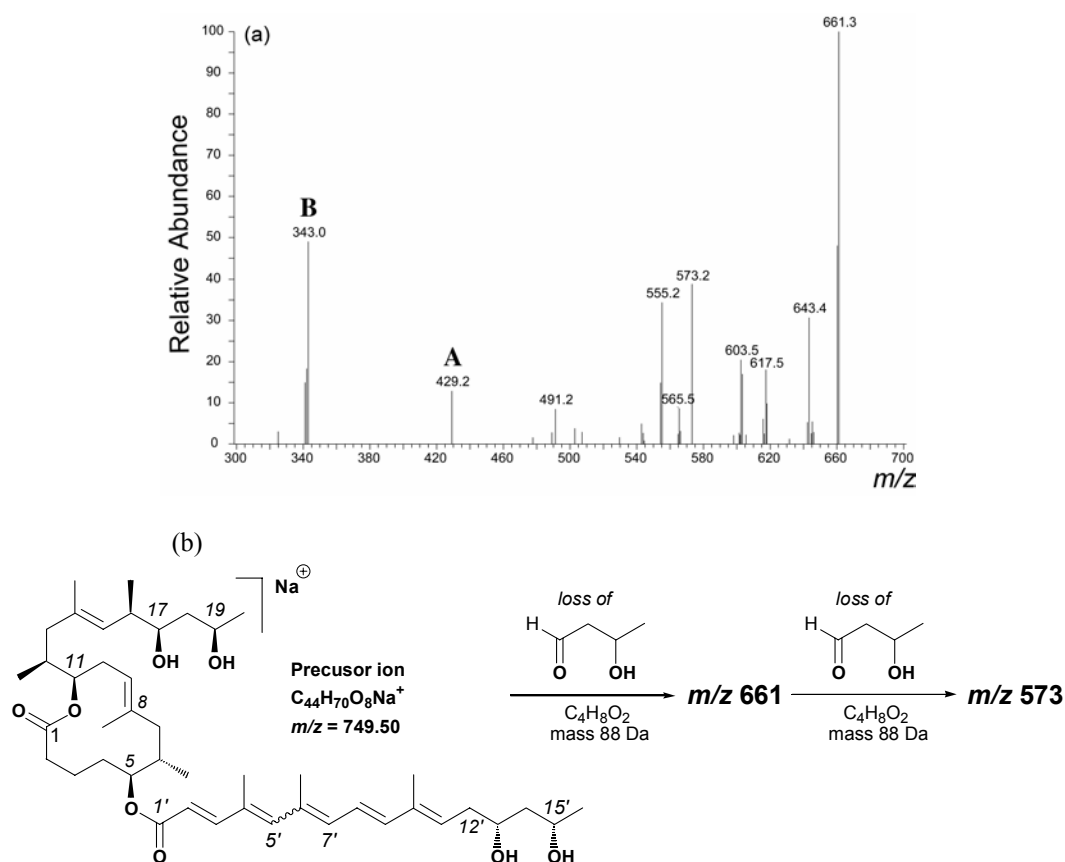 (a)
Relative Abundance
100
90
80
70
60
50
40
30
20
10
0
661.3
B
343.0
A
429.2
491.2
555.2
565.5
573.2
603.5
617.5
643.4
300 340 380 420 460 500 540 580 620 660 700
m/z
(b)
Na⊕
17 19
OH OH
11
O
O
1
8
5
O
1'
O
5' 7' 12' 15'
OH OH
Precusor ion
C₄₄H₇₀O₈Na⁺
m/z = 749.50
loss of
H
O OH
C₄H₈O₂
mass 88 Da
m/z 661
loss of
H
O OH
C₄H₈O₂
mass 88 Da
m/z 573